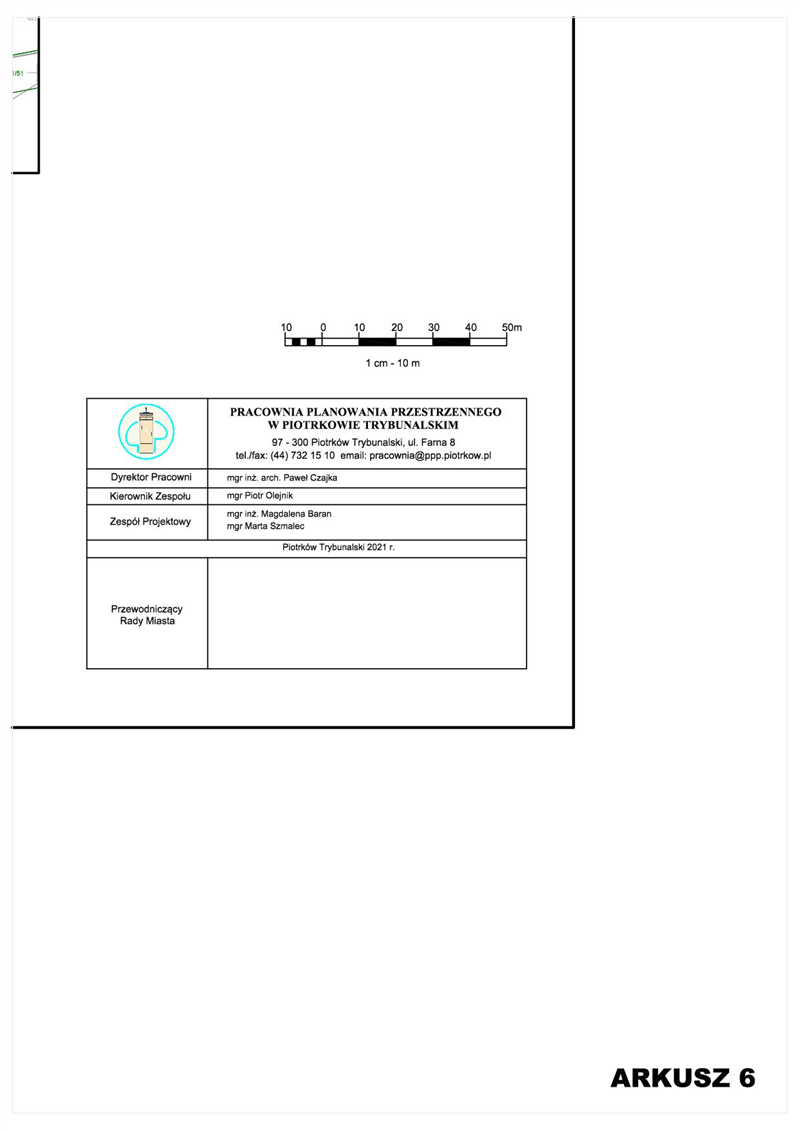 1/51
10 0 10 20 30 40 50m
1 cm - 10 m
PRACOWNIA PLANOWANIA PRZESTRZENNEGO
W PIOTRKOWIE TRYBUNALSKIM
97 - 300 Piotrków Trybunalski, ul. Farna 8
tel./fax: (44) 732 15 10 email: pracownia@ppp.piotrkow.pl
Dyrektor Pracowni mgr inż. arch. Paweł Czajka
Kierownik Zespołu mgr Piotr Olejnik
Zespół Projektowy mgr inż. Magdalena Baran
mgr Marta Szmalec
Piotrków Trybunalski 2021 r.
Przewodniczący
Rady Miasta
ARKUSZ 6